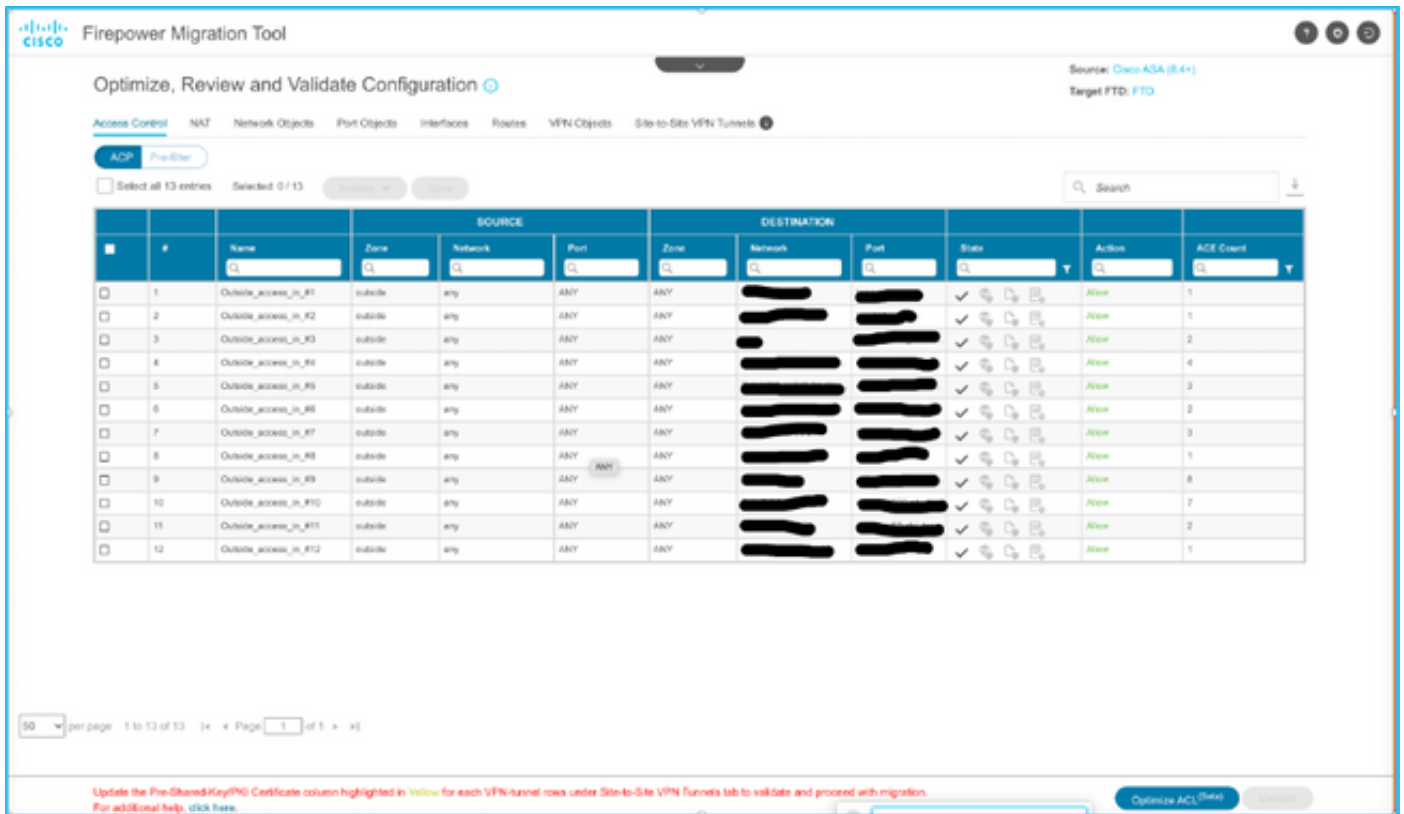 CISCO
Firepower Migration Tool
Optimize, Review and Validate Configuration
Source: Cisco ASA (8.4+)
Target FTD: FTD
Access Control NAT Network Objects Port Objects Interfaces Routes VPN Objects Site-to-Site VPN Tunnels
ACP Pre-filter
Select all 13 entries Selected: 0 / 13 Actions Save Search
SOURCE DESTINATION
# Name Zone Network Port Zone Network Port State Action ACE Count
1 Outside_access_in_#1 outside any ANY ANY Allow 1
2 Outside_access_in_#2 outside any ANY ANY Allow 1
3 Outside_access_in_#3 outside any ANY ANY Allow 2
4 Outside_access_in_#4 outside any ANY ANY Allow 4
5 Outside_access_in_#5 outside any ANY ANY Allow 3
6 Outside_access_in_#6 outside any ANY ANY Allow 2
7 Outside_access_in_#7 outside any ANY ANY Allow 3
8 Outside_access_in_#8 outside any ANY ANY Allow 1
ANY
9 Outside_access_in_#9 outside any ANY ANY Allow 8
10 Outside_access_in_#10 outside any ANY ANY Allow 7
11 Outside_access_in_#11 outside any ANY ANY Allow 2
12 Outside_access_in_#12 outside any ANY ANY Allow 1
50 per page 1 to 13 of 13 Page 1 of 1
Update the Pre-Shared-Key/PKI Certificate column highlighted in Yellow for each VPN-tunnel rows under Site-to-Site VPN Tunnels tab to validate and proceed with migration.
For additional help, click here.
Optimize ACL (Beta)